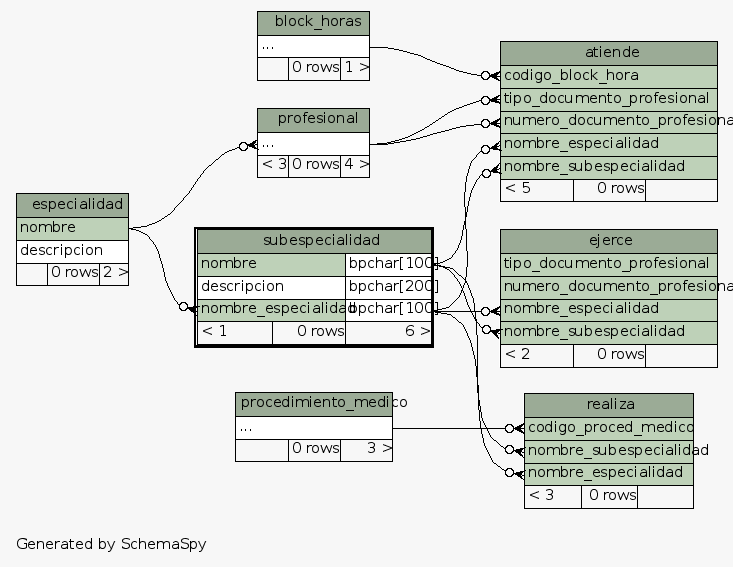 block_horas
...
0 rows 1 >
profesional
...
< 3 0 rows 4 >
especialidad
nombre
descripcion
0 rows 2 >
subespecialidad
nombre bpchar[100]
descripcion bpchar[200]
nombre_especialidad bpchar[100]
< 1 0 rows 6 >
procedimiento_medico
...
0 rows 3 >
atiende
codigo_block_hora
tipo_documento_profesional
numero_documento_profesiona
nombre_especialidad
nombre_subespecialidad
< 5 0 rows
ejerce
tipo_documento_profesional
numero_documento_profesiona
nombre_especialidad
nombre_subespecialidad
< 2 0 rows
realiza
codigo_proced_medico
nombre_subespecialidad
nombre_especialidad
< 3 0 rows
Generated by SchemaSpy